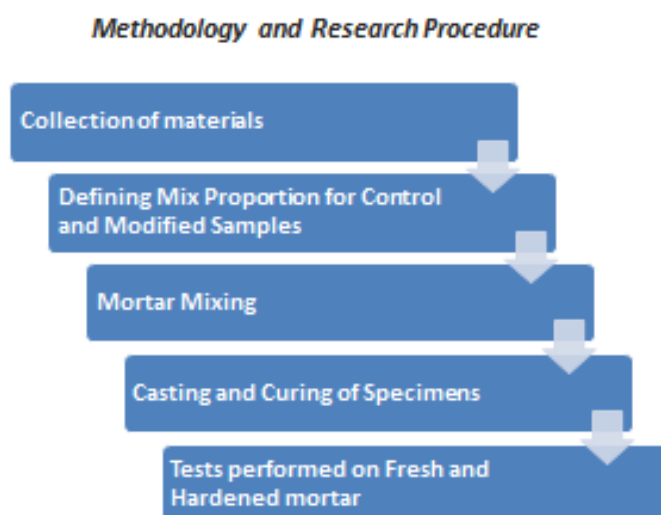 Methodology and Research Procedure
Collection of materials
Defining Mix Proportion for Control
and Modified Samples
Mortar Mixing
Casting and Curing of Specimens
Tests performed on Fresh and
Hardened mortar